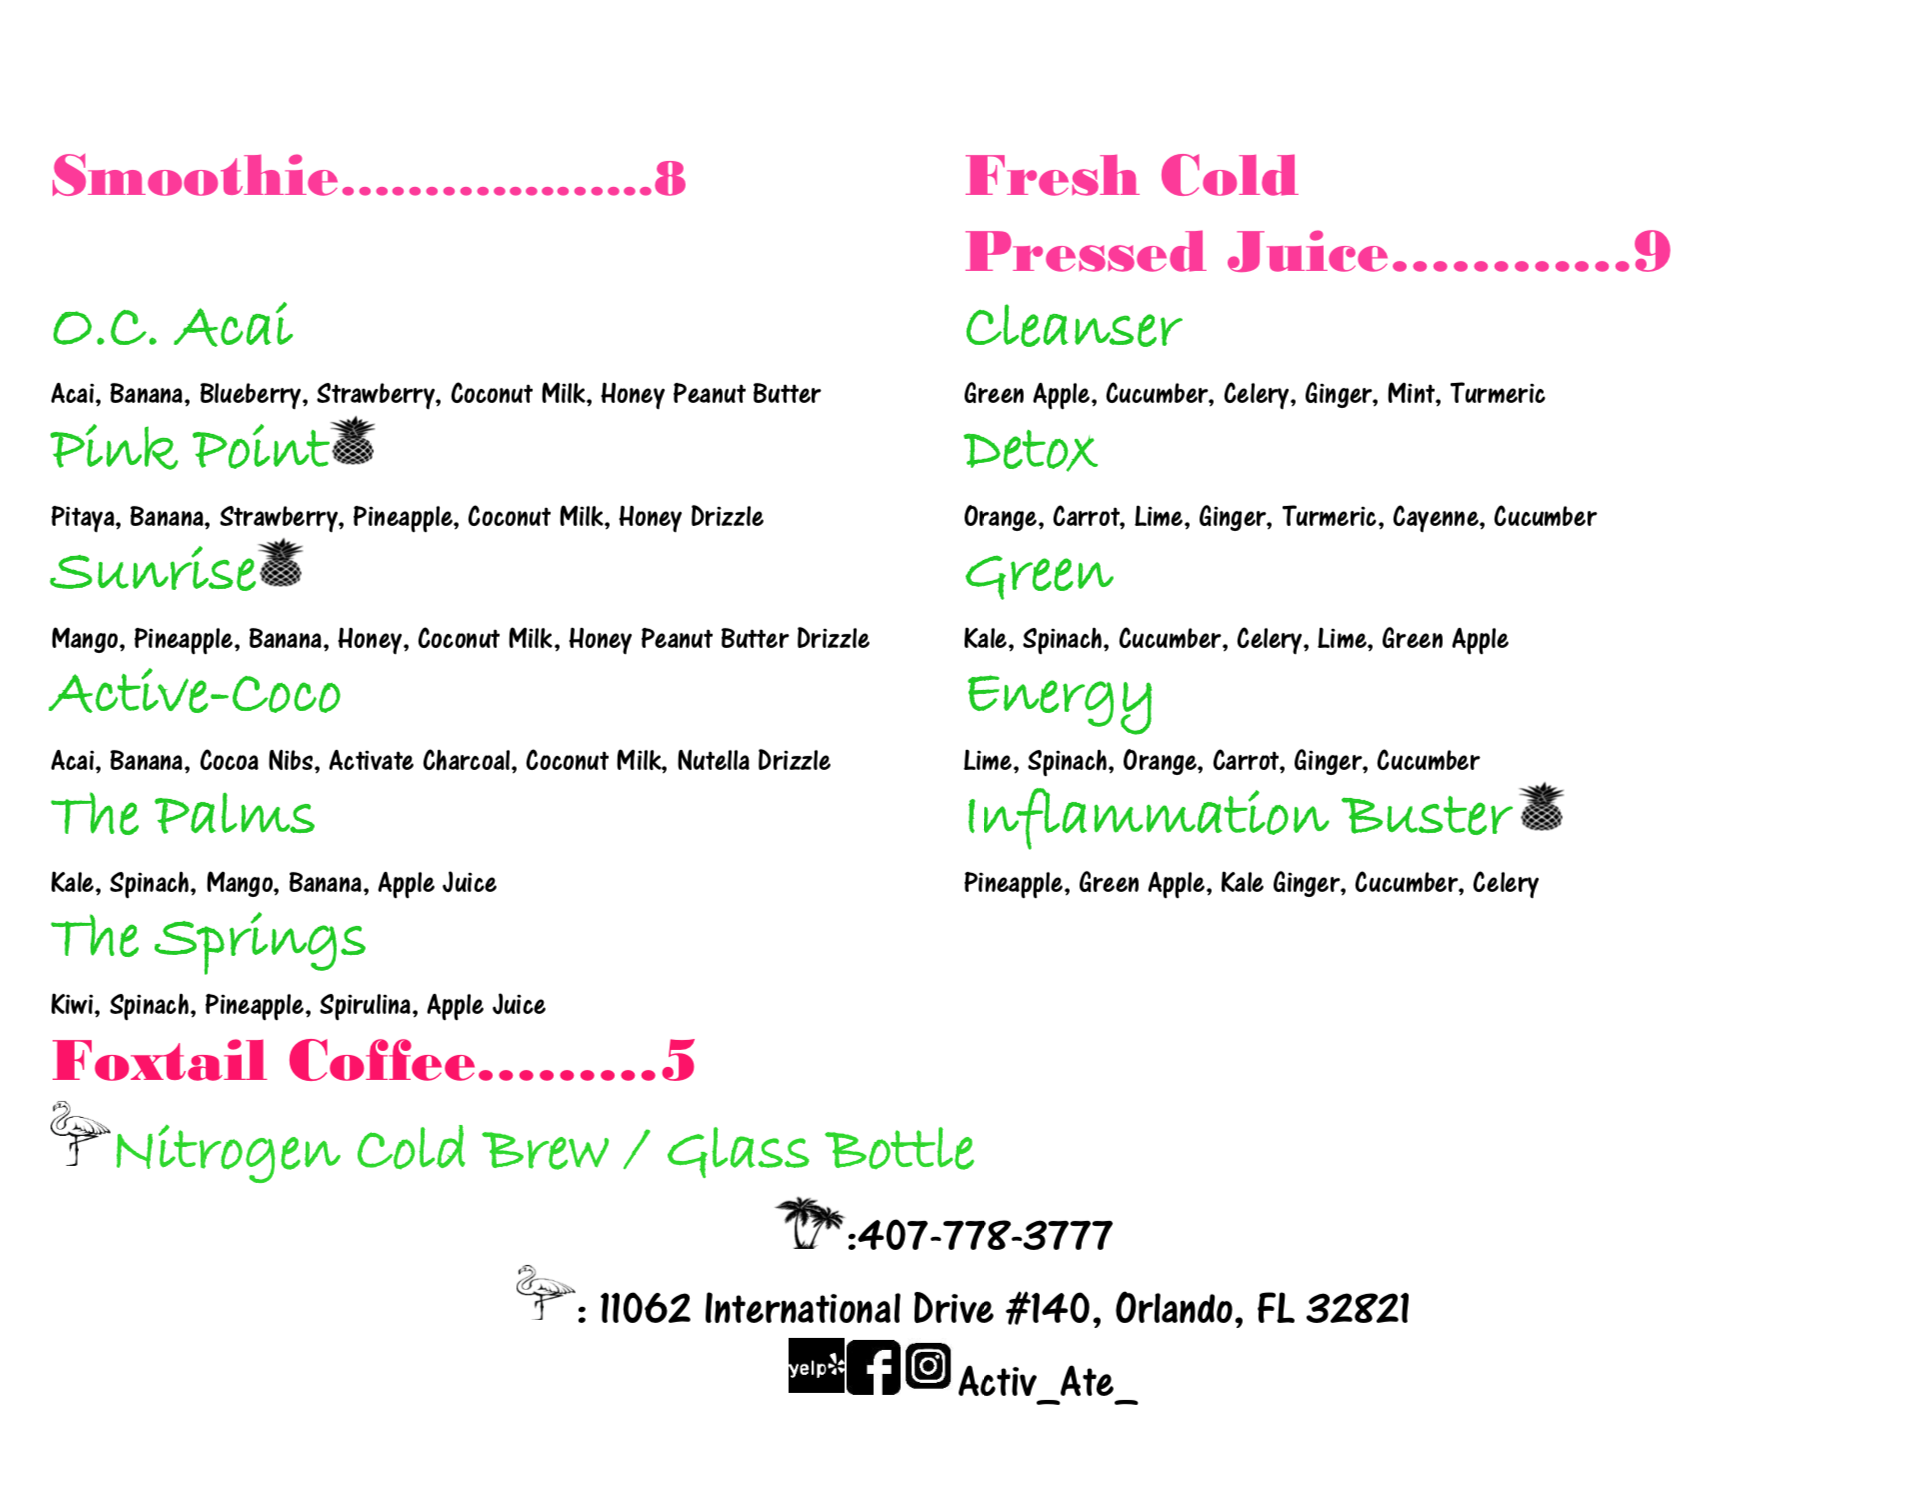 Smoothie...................8
O.C. Acai
Acai, Banana, Blueberry, Strawberry, Coconut Milk, Honey Peanut Butter
Pink Point
Pitaya, Banana, Strawberry, Pineapple, Coconut Milk, Honey Drizzle
Sunrise
Mango, Pineapple, Banana, Honey, Coconut Milk, Honey Peanut Butter Drizzle
Active-Coco
Acai, Banana, Cocoa Nibs, Activate Charcoal, Coconut Milk, Nutella Drizzle
The Palms
Kale, Spinach, Mango, Banana, Apple Juice
The Springs
Kiwi, Spinach, Pineapple, Spirulina, Apple Juice
Foxtail Coffee.........5
Nitrogen Cold Brew / Glass Bottle
Fresh Cold
Pressed Juice............9
Cleanser
Green Apple, Cucumber, Celery, Ginger, Mint, Turmeric
Detox
Orange, Carrot, Lime, Ginger, Turmeric, Cayenne, Cucumber
Green
Kale, Spinach, Cucumber, Celery, Lime, Green Apple
Energy
Lime, Spinach, Orange, Carrot, Ginger, Cucumber
Inflammation Buster
Pineapple, Green Apple, Kale Ginger, Cucumber, Celery
:407-778-3777
: 11062 International Drive #140, Orlando, FL 32821
yelp Activ_Ate_